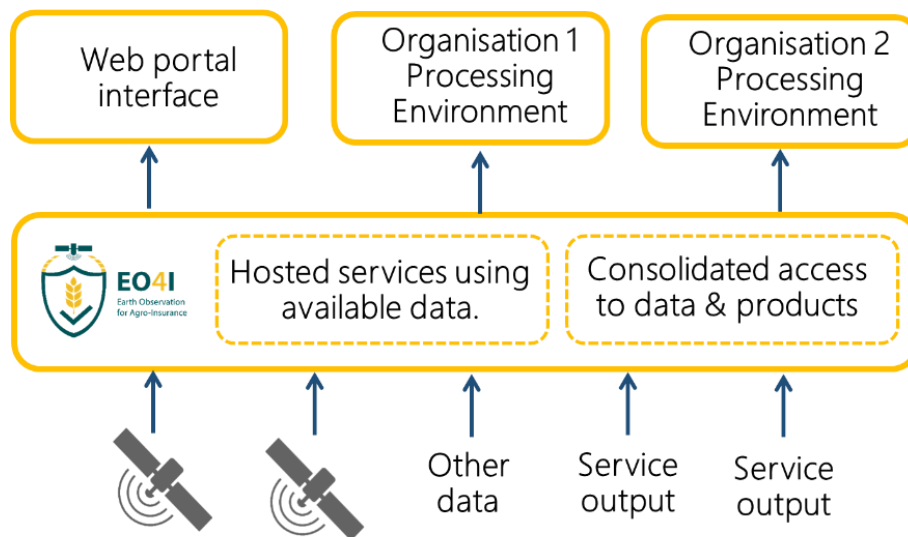 Web portal
interface
Organisation 1
Processing
Environment
Organisation 2
Processing
Environment
EO4I
Earth Observation
for Agro-Insurance
Hosted services using
available data.
Consolidated access
to data & products
Other
data
Service
output
Service
output